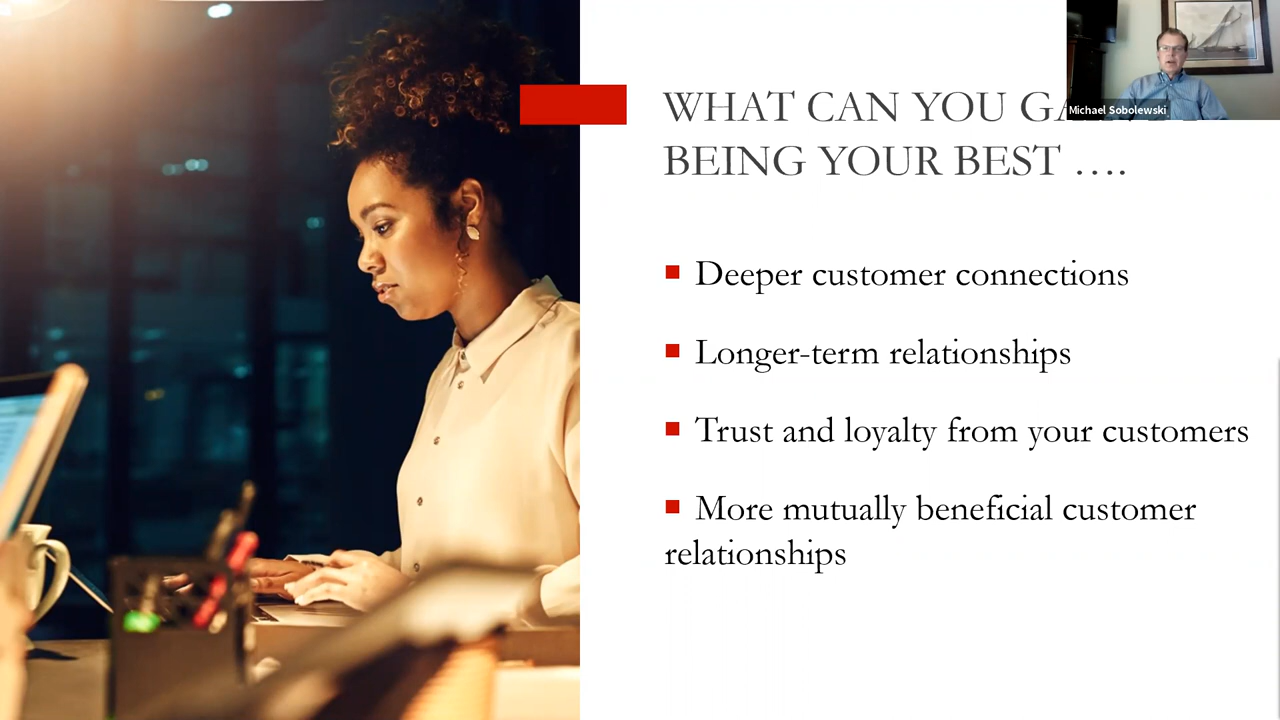 WHAT CAN YOU
BEING YOUR BEST ....
Michael Sobolewski
Deeper customer connections
Longer-term relationships
Trust and loyalty from your customers
More mutually beneficial customer
relationships